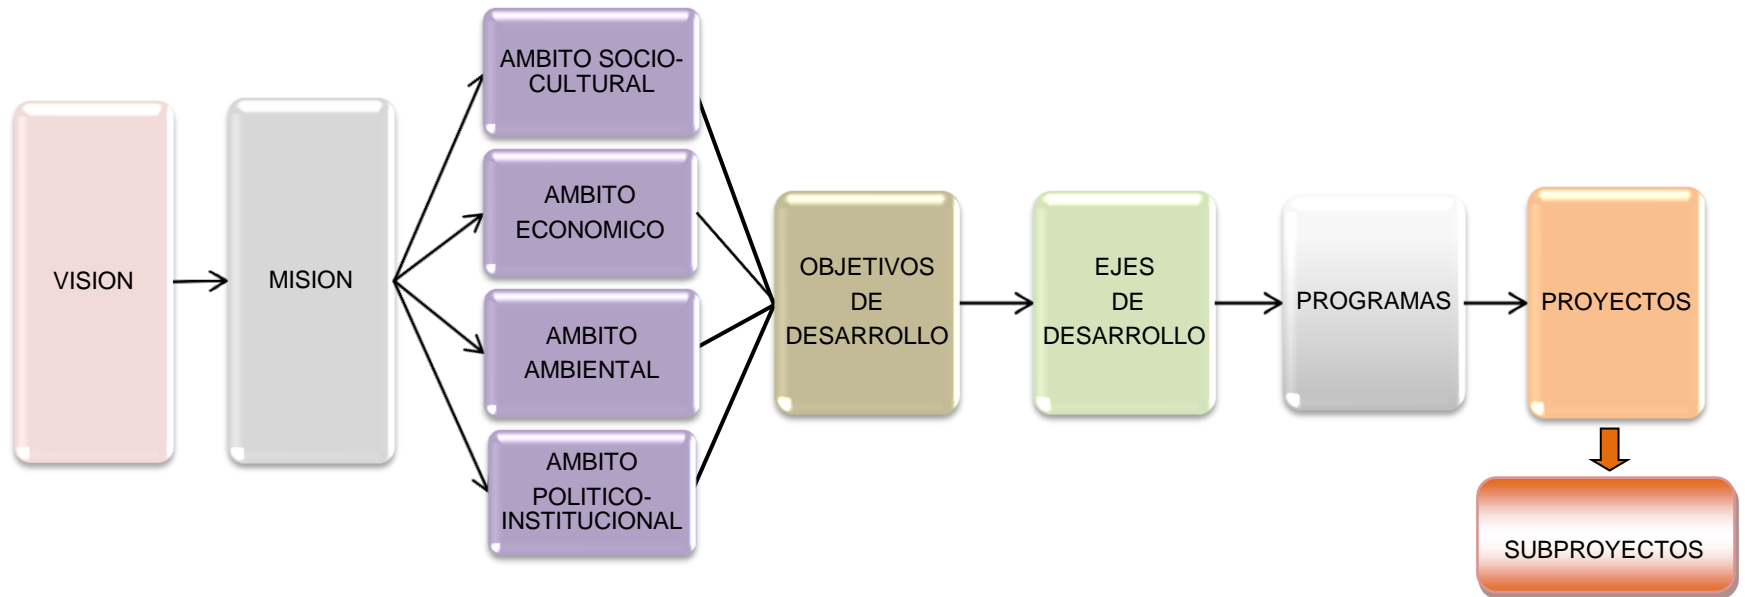 VISION
MISION
AMBITO SOCIO-
CULTURAL
AMBITO
ECONOMICO
AMBITO
AMBIENTAL
AMBITO
POLITICO-
INSTITUCIONAL
OBJETIVOS
DE
DESARROLLO
EJES
DE
DESARROLLO
PROGRAMAS
PROYECTOS
SUBPROYECTOS